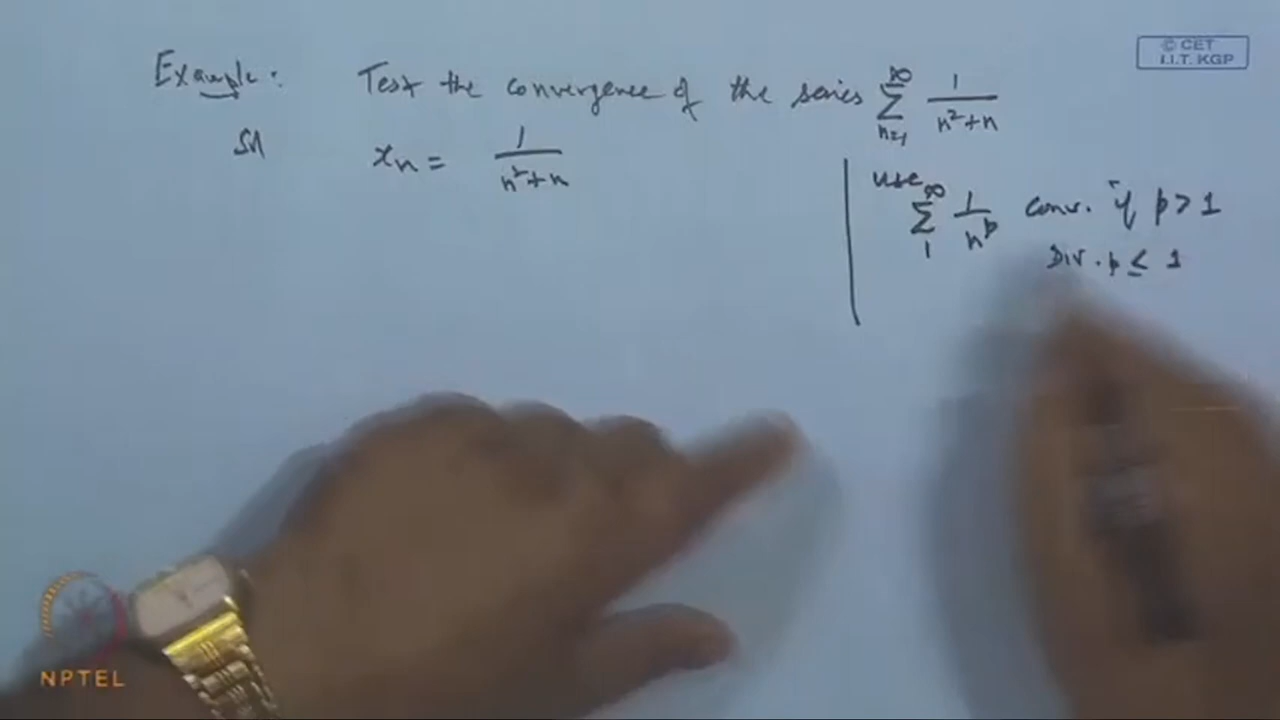 © CET
I.I.T. KGP
Example: Test the convergence of the series ∑_{n=1}^{∞} 1/(n²+n)
Sol xₙ = 1/(n²+n)
use
∑_{1}^{∞} 1/n^p conv. if p > 1
Div. p ≤ 1
NPTEL